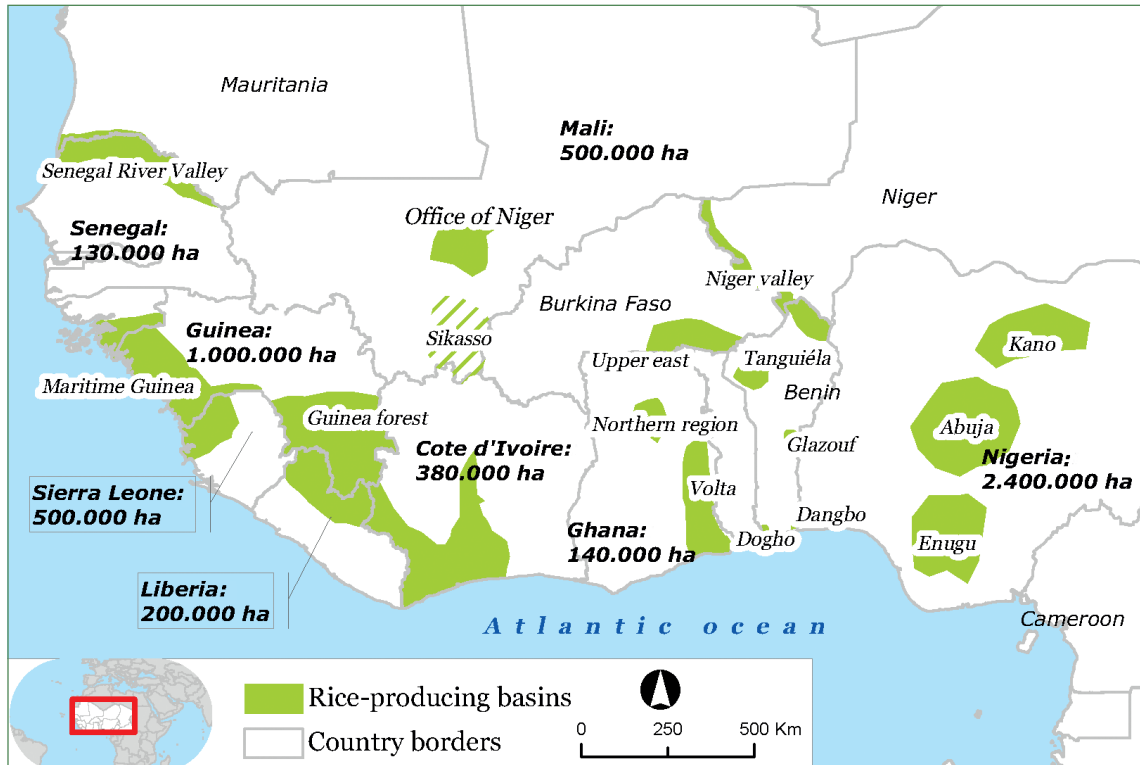 Mauritania
Mali:
500.000 ha
Senegal River Valley
Niger
Office of Niger
Senegal:
130.000 ha
Niger valley
Burkina Faso
Guinea:
1.000.000 ha
Sikasso
Kano
Upper east
Tanguiéla
Maritime Guinea
Benin
Guinea forest
Northern region
Abuja
Cote d'Ivoire:
380.000 ha
Glazouf
Nigeria:
2.400.000 ha
Sierra Leone:
500.000 ha
Volta
Dangbo
Ghana:
140.000 ha
Dogho
Enugu
Liberia:
200.000 ha
Cameroon
Atlantic ocean
Rice-producing basins
Country borders
0 250 500 Km